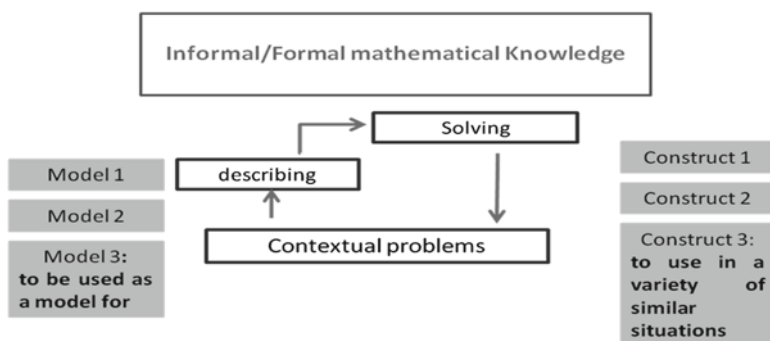 Informal/Formal mathematical Knowledge
Solving
describing
Contextual problems
Model 1
Model 2
Model 3:
to be used as
a model for
Construct 1
Construct 2
Construct 3:
to use in a
variety of
similar
situations